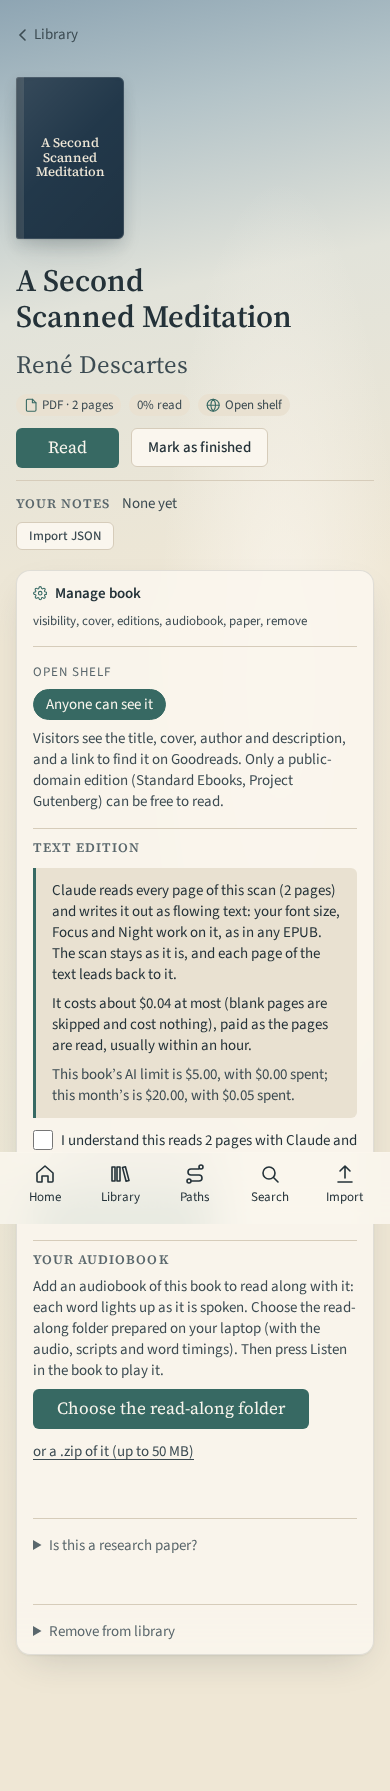 Library
A Second
Scanned
Meditation
A Second
Scanned Meditation
René Descartes
PDF · 2 pages
0% read
Open shelf
Read
Mark as finished
YOUR NOTES None yet
Import JSON
Manage book
visibility, cover, editions, audiobook, paper, remove
OPEN SHELF
Anyone can see it
Visitors see the title, cover, author and description,
and a link to find it on Goodreads. Only a public-
domain edition (Standard Ebooks, Project
Gutenberg) can be free to read.
TEXT EDITION
Claude reads every page of this scan (2 pages)
and writes it out as flowing text: your font size,
Focus and Night work on it, as in any EPUB.
The scan stays as it is, and each page of the
text leads back to it.
It costs about $0.04 at most (blank pages are
skipped and cost nothing), paid as the pages
are read, usually within an hour.
This book’s AI limit is $5.00, with $0.00 spent;
this month’s is $20.00, with $0.05 spent.
I understand this reads 2 pages with Claude and
Home
Library
Paths
Search
Import
YOUR AUDIOBOOK
Add an audiobook of this book to read along with it:
each word lights up as it is spoken. Choose the read-
along folder prepared on your laptop (with the
audio, scripts and word timings). Then press Listen
in the book to play it.
Choose the read-along folder
or a .zip of it (up to 50 MB)
Is this a research paper?
Remove from library